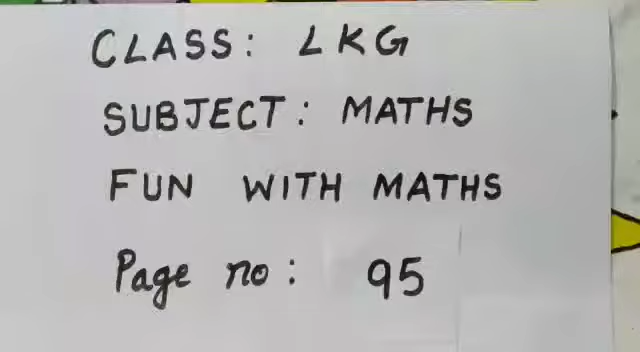 CLASS: LKG
SUBJECT: MATHS
FUN WITH MATHS
Page no: 95